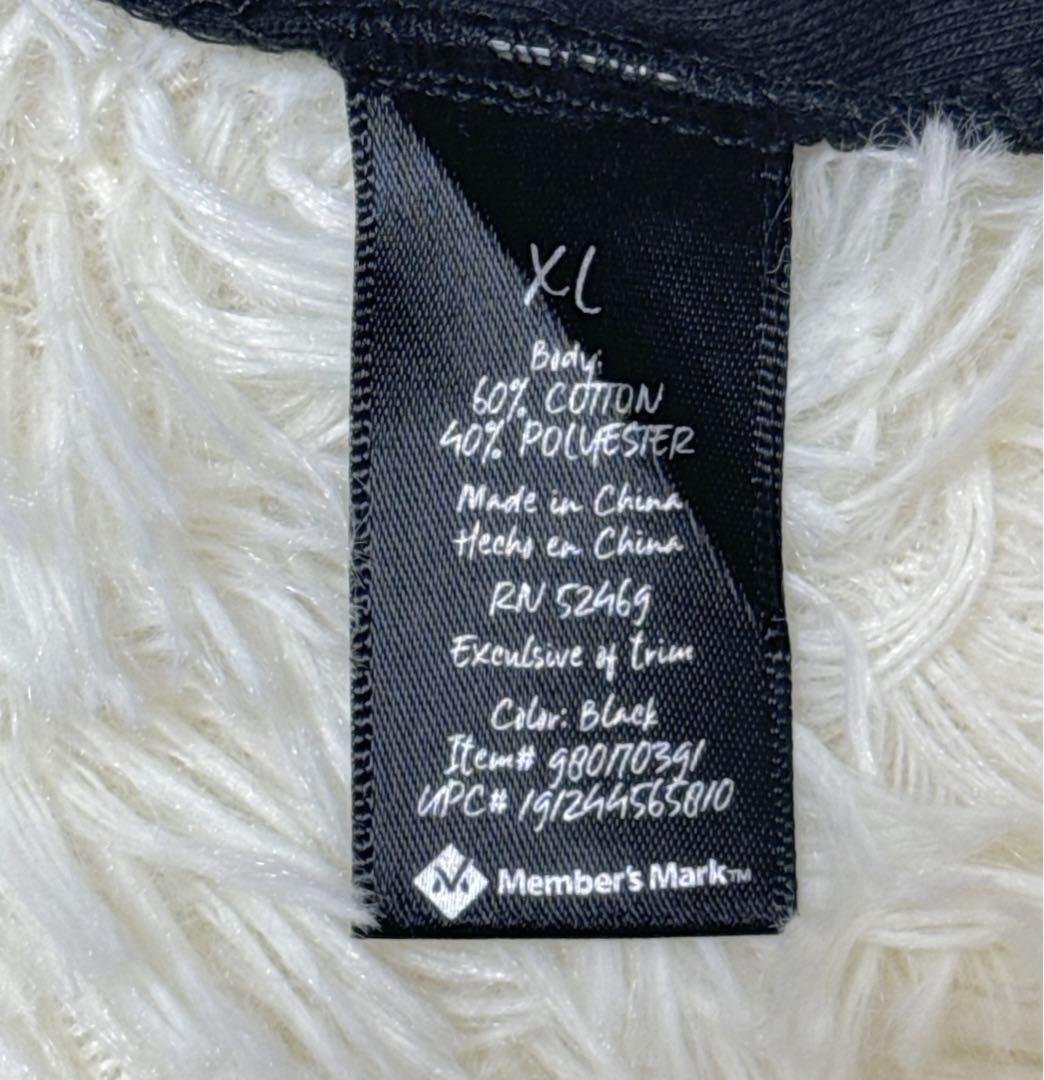 XL
Body:
60% COTTON
40% POLYESTER
Made in China
Hecho en China
RN 52469
Exculsive of trim
Color: Black
Item# 980170391
UPC# 191244565810
Member's Mark™